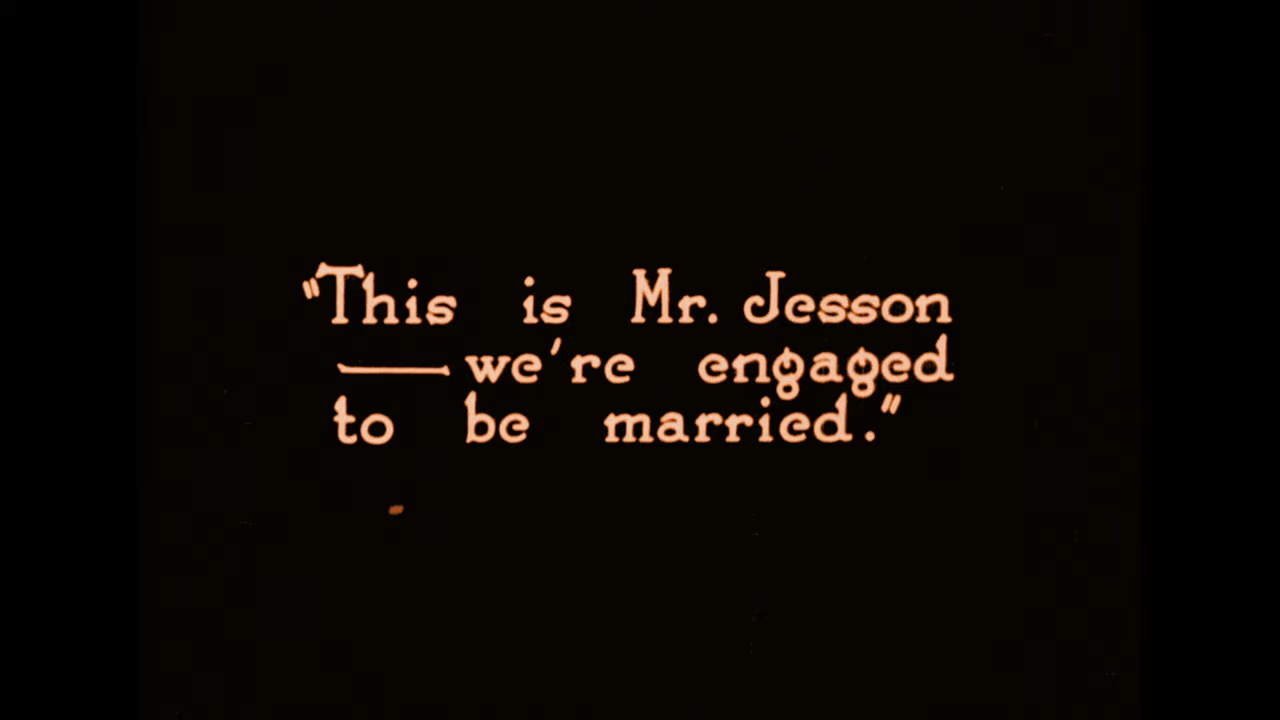 "This is Mr. Jesson
—we're engaged
to be married."